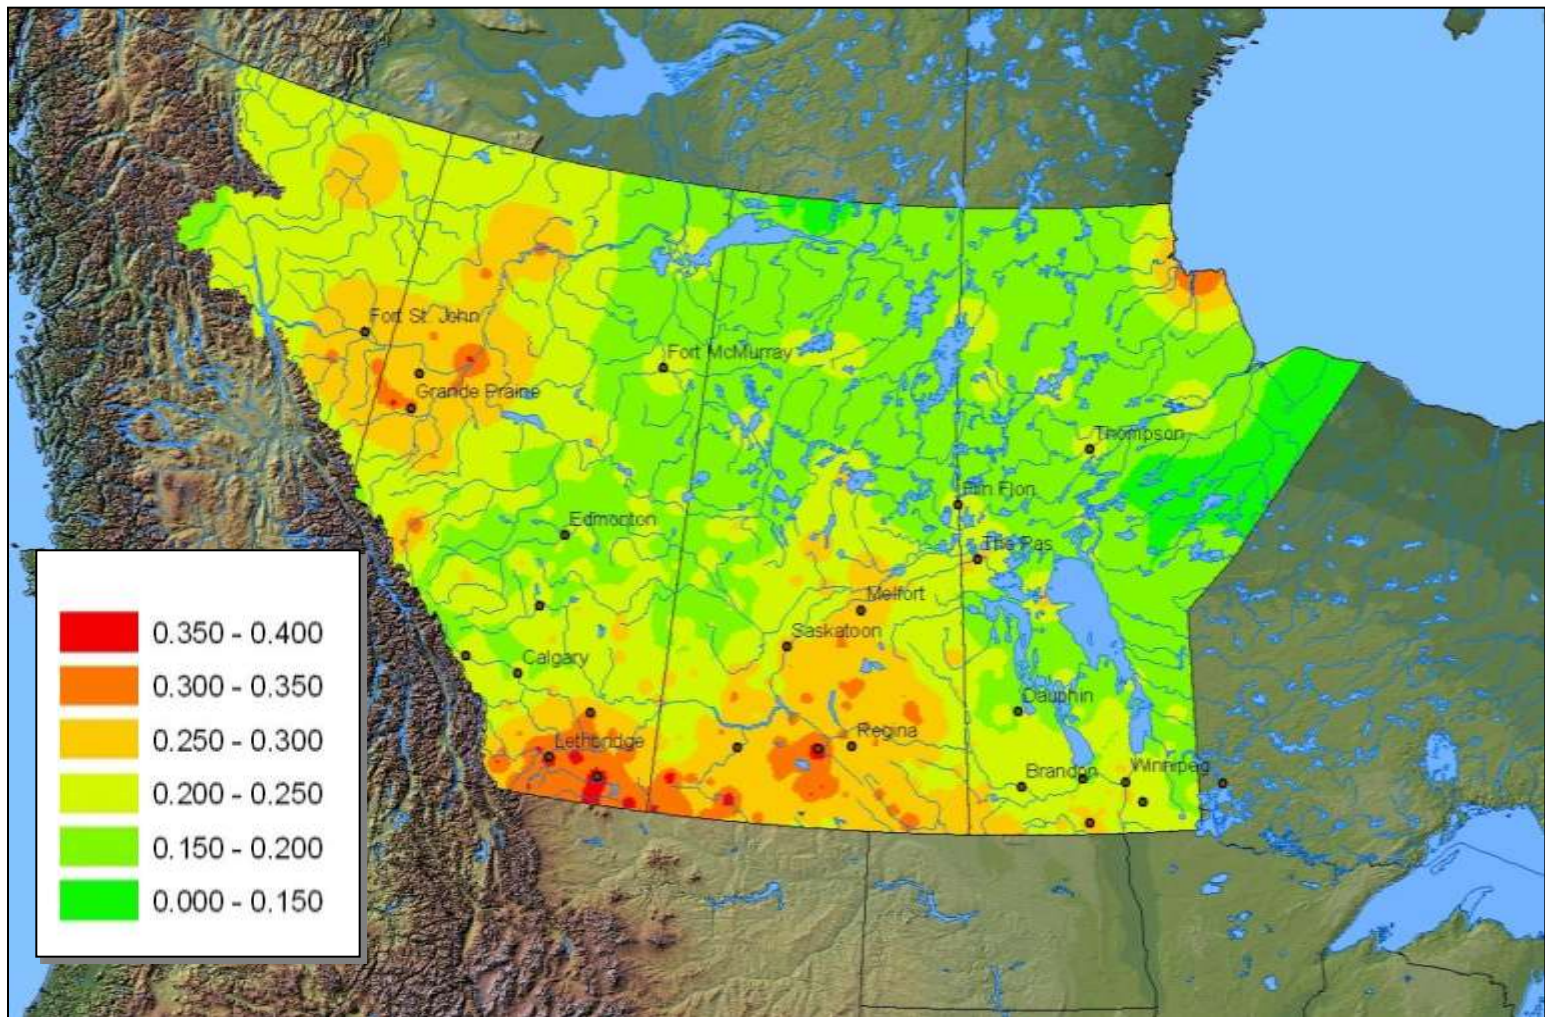 Fort St. John
Fort McMurray
Grande Praine
Thompson
Flin Flon
Edmonton
The Pas
Melfort
Saskatoon
Calgary
Dauphin
Regina
Lethbridge
Brandon
Winnipeg
0.350 - 0.400
0.300 - 0.350
0.250 - 0.300
0.200 - 0.250
0.150 - 0.200
0.000 - 0.150